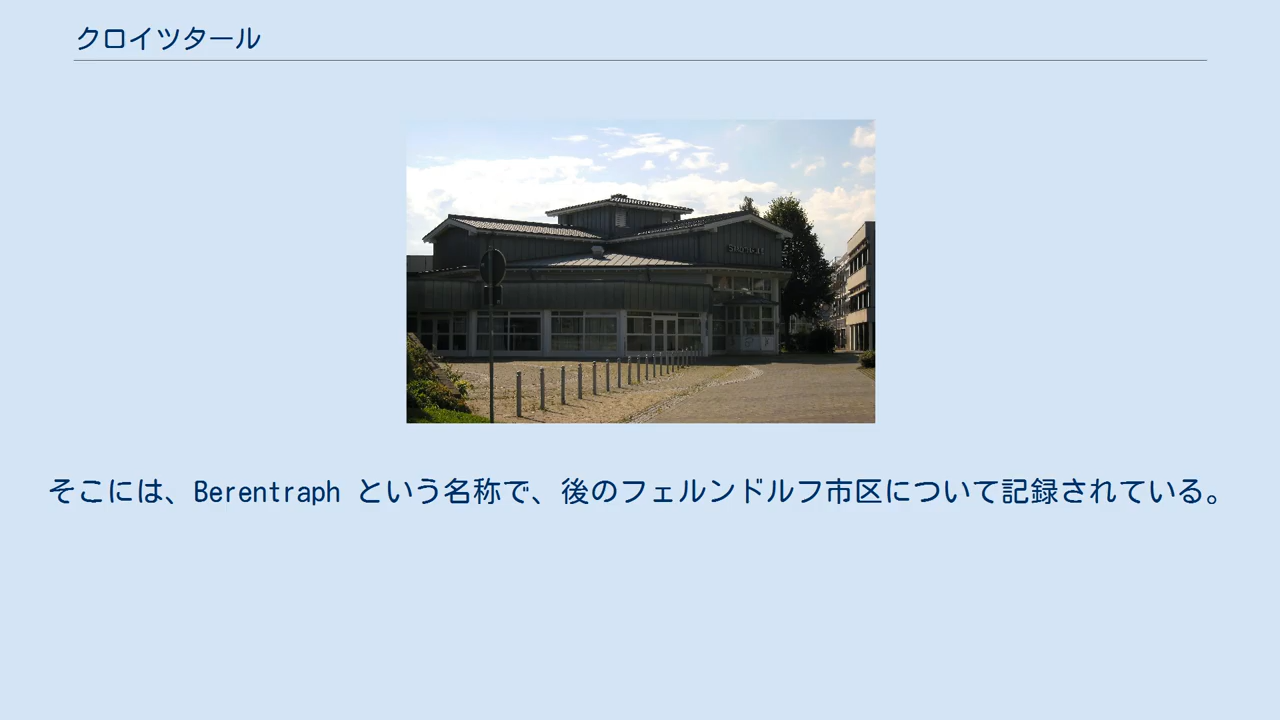 クロイツタール
そこには、Berentraph という名称で、後のフェルンドルフ市区について記録されている。